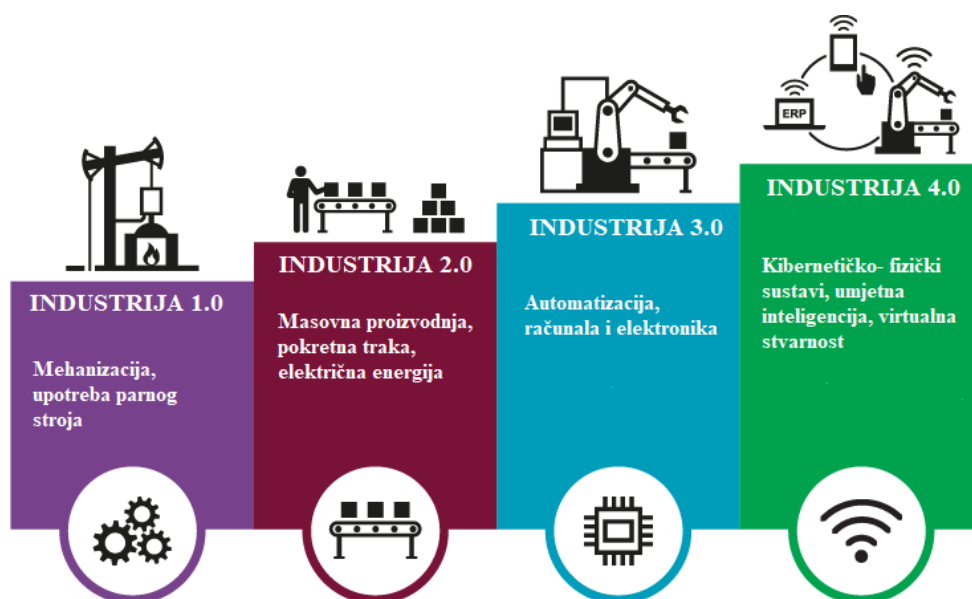 INDUSTRIJA 1.0
Mehanizacija,
upotreba parnog
stroja
INDUSTRIJA 2.0
Masovna proizvodnja,
pokretna traka,
električna energija
INDUSTRIJA 3.0
Automatizacija,
računala i elektronika
ERP
INDUSTRIJA 4.0
Kibernetičko- fizički
sustavi, umjetna
inteligencija, virtualna
stvarnost